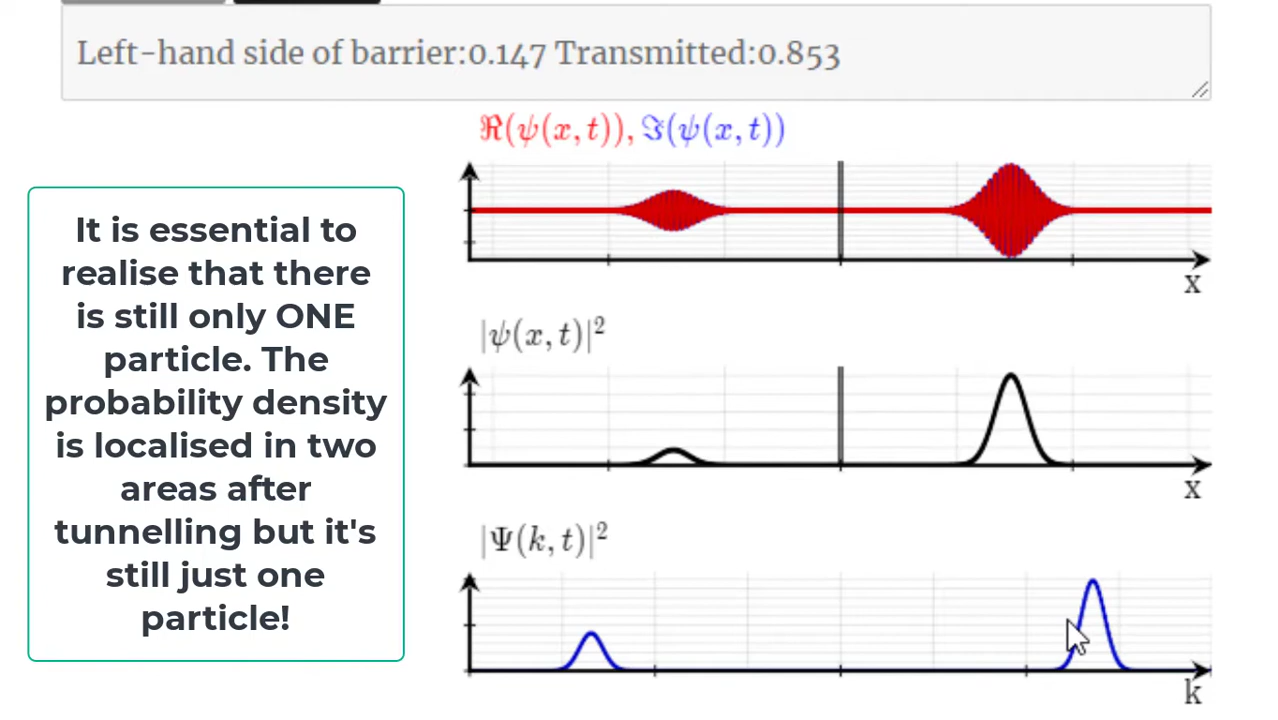 Left-hand side of barrier:0.147 Transmitted:0.853
ℜ(ψ(x,t)), ℑ(ψ(x,t))
x
It is essential to
realise that there
is still only ONE
particle. The
probability density
is localised in two
areas after
tunnelling but it's
still just one
particle!
|ψ(x,t)|²
x
|Ψ(k,t)|²
k